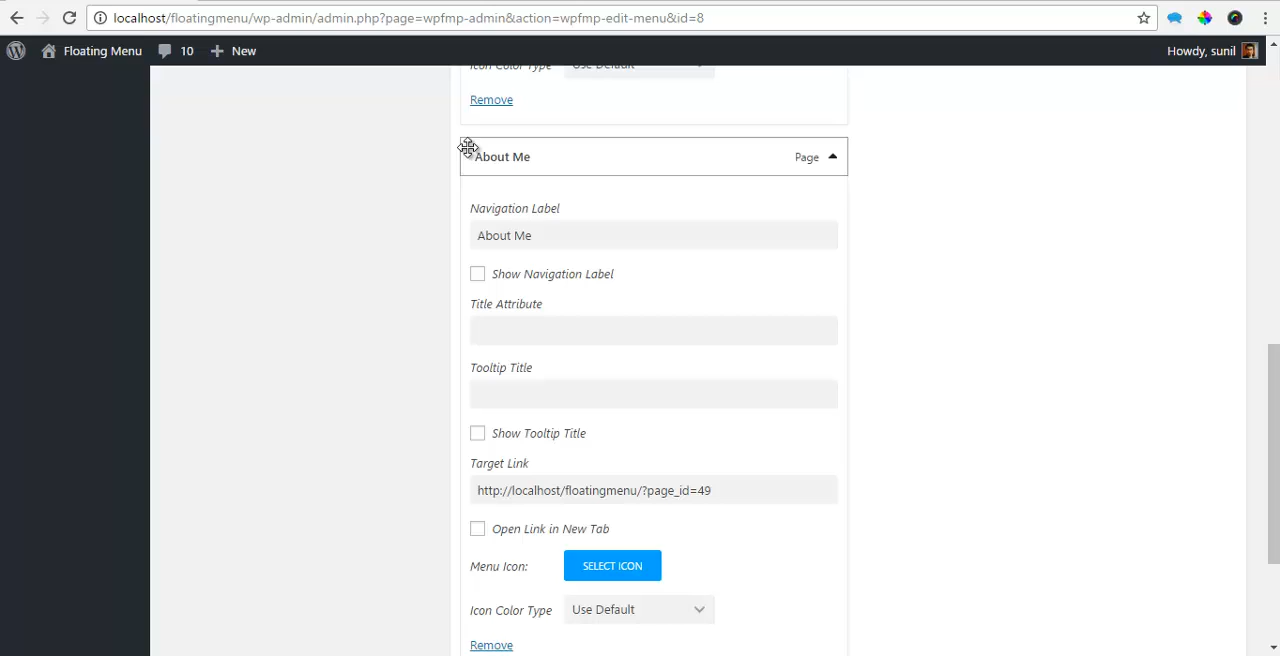 localhost/floatingmenu/wp-admin/admin.php?page=wpfmp-admin&action=wpfmp-edit-menu&id=8
Floating Menu 10 New Howdy, sunil
Icon Color Type Use Default
Remove
About Me Page
Navigation Label
About Me
Show Navigation Label
Title Attribute
Tooltip Title
Show Tooltip Title
Target Link
http://localhost/floatingmenu/?page_id=49
Open Link in New Tab
Menu Icon: SELECT ICON
Icon Color Type Use Default
Remove